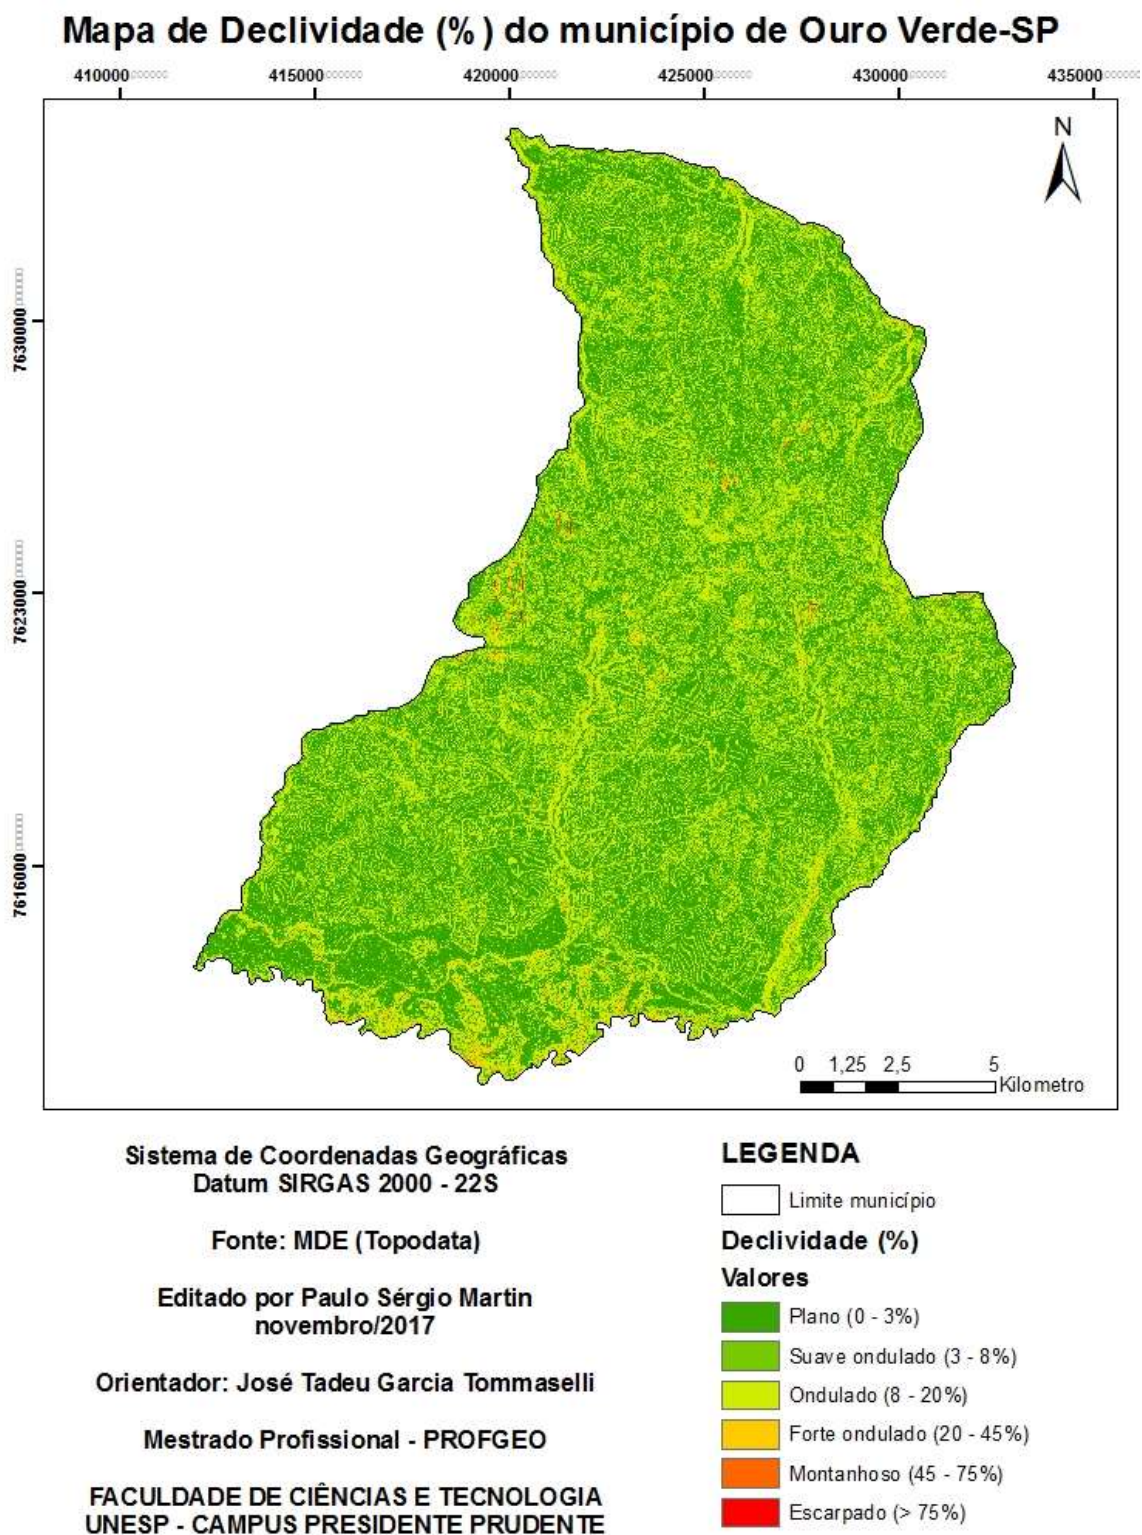 Mapa de Declividade (% ) do município de Ouro Verde-SP
410000 415000 420000 425000 430000 435000
N
7630000
7623000
7616000
0 1,25 2,5 5
Kilometro
Sistema de Coordenadas Geográficas
Datum SIRGAS 2000 - 22S
Fonte: MDE (Topodata)
Editado por Paulo Sérgio Martin
novembro/2017
Orientador: José Tadeu Garcia Tommaselli
Mestrado Profissional - PROFGEO
FACULDADE DE CIÊNCIAS E TECNOLOGIA
UNESP - CAMPUS PRESIDENTE PRUDENTE
LEGENDA
Limite município
Declividade (%)
Valores
Plano (0 - 3%)
Suave ondulado (3 - 8%)
Ondulado (8 - 20%)
Forte ondulado (20 - 45%)
Montanhoso (45 - 75%)
Escarpado (> 75%)